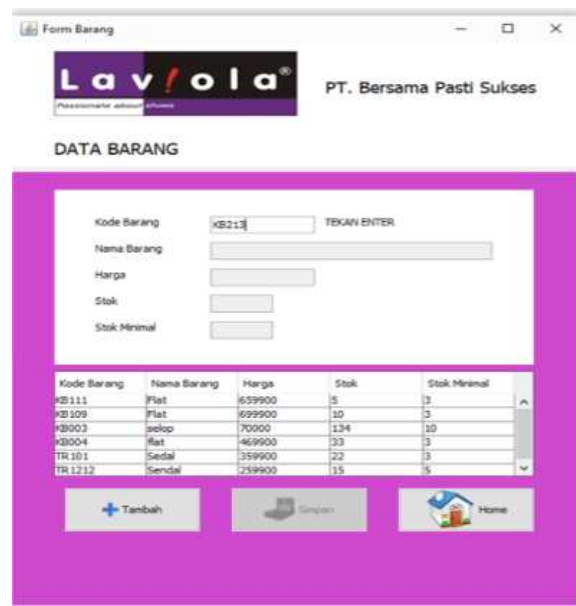 Form Barang
Lav!ola®
Passionate about shoes
PT. Bersama Pasti Sukses
DATA BARANG
Kode Barang KB213 TEKAN ENTER
Nama Barang
Harga
Stok
Stok Minimal
Kode Barang Nama Barang Harga Stok Stok Minimal
KB111 Flat 659900 5 3
KB109 Flat 699900 10 3
KB003 selop 70000 134 10
KB004 flat 469900 33 3
TR101 Sedal 359900 22 3
TR1212 Sendal 259900 15 5
Tambah Simpan Home